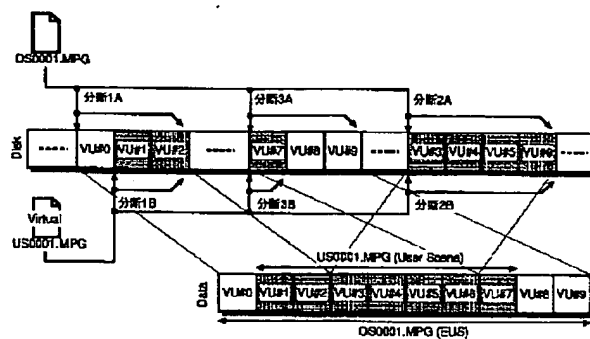 DS0001.MPG
分断1A
分断3A
分断2A
Disk
VU#0 VU#1 VU#2 VU#7 VU#8 VU#9 VU#3 VU#4 VU#5 VU#6
Virtual
US0001.MPG
分断1B
分断3B
分断2B
US0001.MPG (User Scene)
Data
VU#0 VU#1 VU#2 VU#3 VU#4 VU#5 VU#6 VU#7 VU#8 VU#9
DS0001.MPG (EUS)